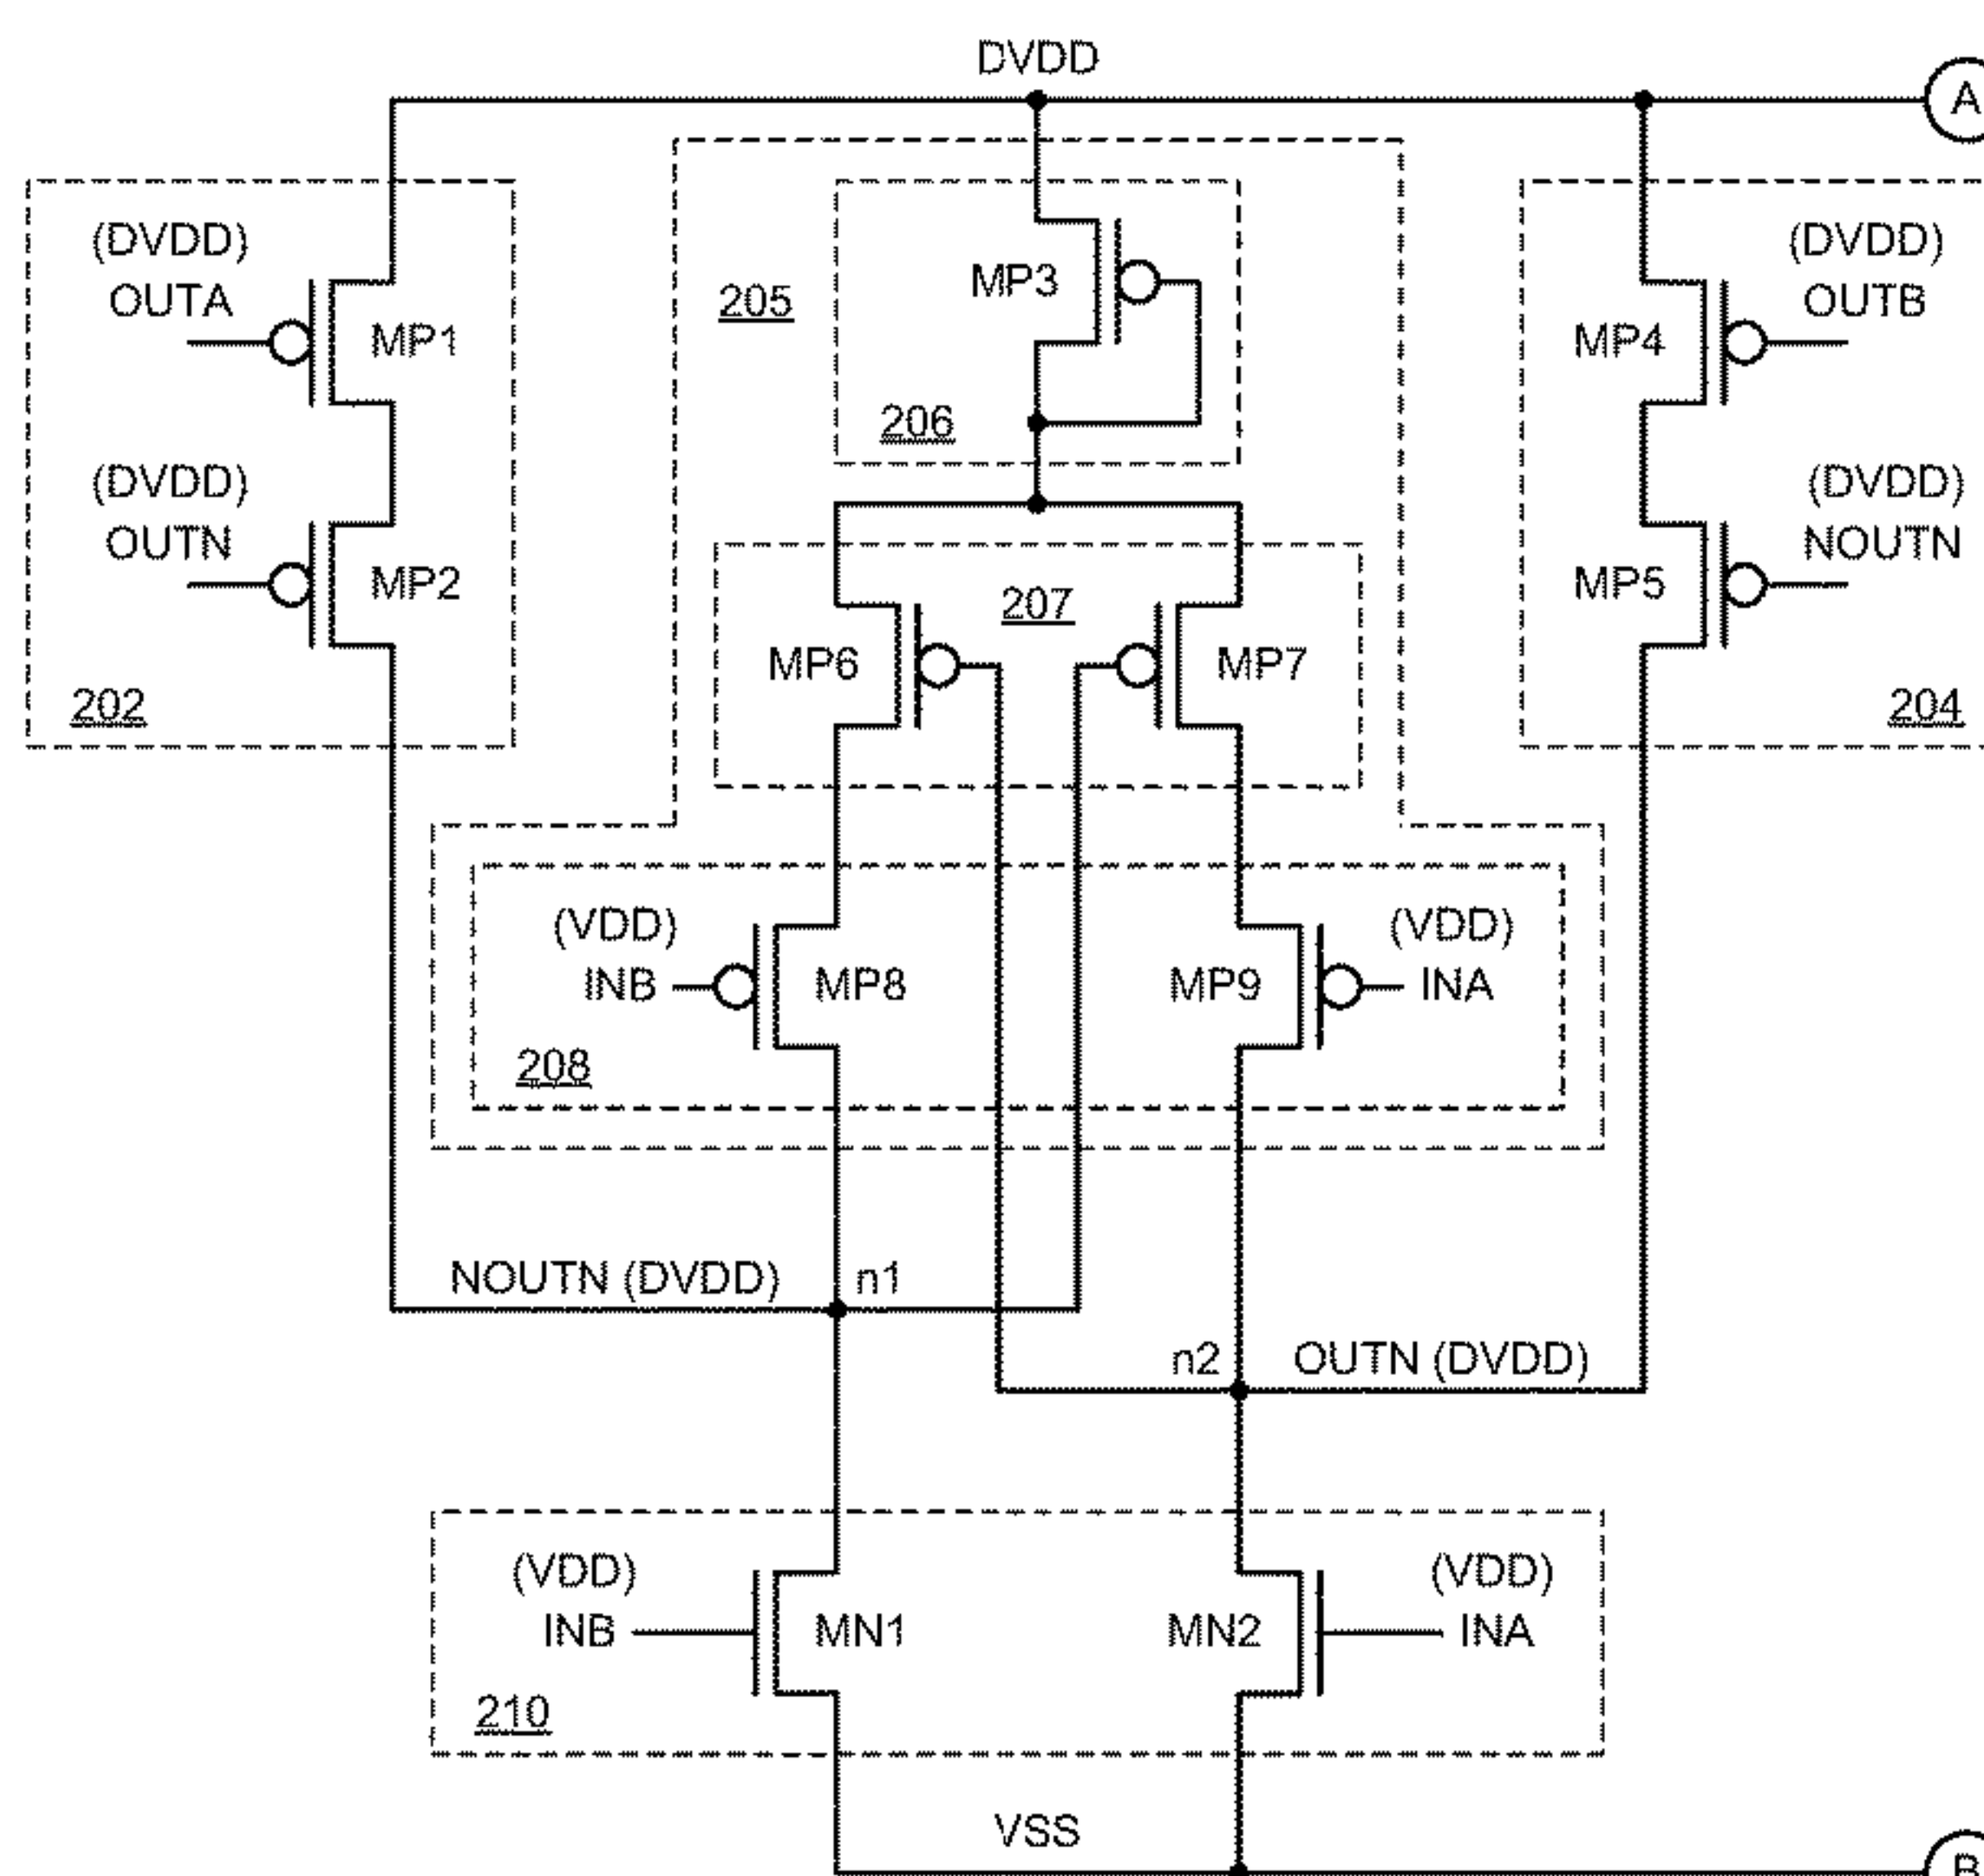 DVDD
A
(DVDD)
OUTA
MP1
(DVDD)
OUTN
MP2
202
205
MP3
206
(DVDD)
OUTB
MP4
(DVDD)
NOUTN
MP5
204
207
MP6
MP7
(VDD)
INB
MP8
MP9
(VDD)
INA
208
NOUTN (DVDD)
n1
n2
OUTN (DVDD)
(VDD)
INB
MN1
MN2
(VDD)
INA
210
VSS
B